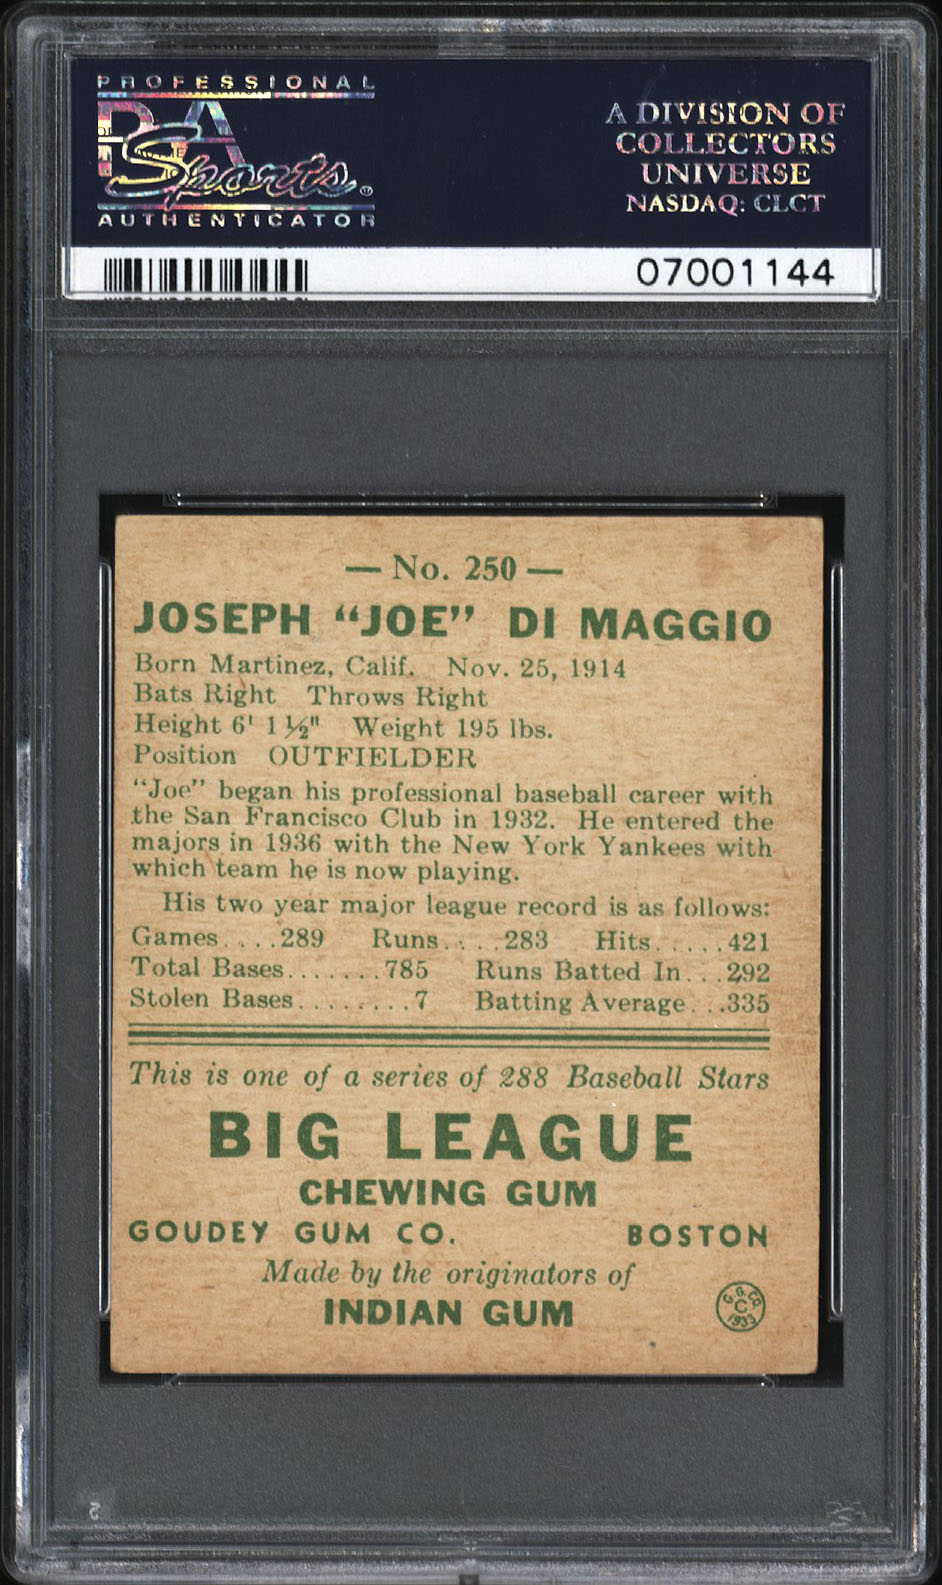 PROFESSIONAL
PSA
Sports®
AUTHENTICATOR
A DIVISION OF
COLLECTORS
UNIVERSE
NASDAQ: CLCT
07001144
— No. 250 —
JOSEPH "JOE" DI MAGGIO
Born Martinez, Calif. Nov. 25, 1914
Bats Right Throws Right
Height 6' 1½" Weight 195 lbs.
Position OUTFIELDER
"Joe" began his professional baseball career with
the San Francisco Club in 1932. He entered the
majors in 1936 with the New York Yankees with
which team he is now playing.
His two year major league record is as follows:
Games....289 Runs.....283 Hits......421
Total Bases.......785 Runs Batted In...292
Stolen Bases........7 Batting Average...335
This is one of a series of 288 Baseball Stars
BIG LEAGUE
CHEWING GUM
GOUDEY GUM CO. BOSTON
Made by the originators of
INDIAN GUM
G.G.CO.
C
1933